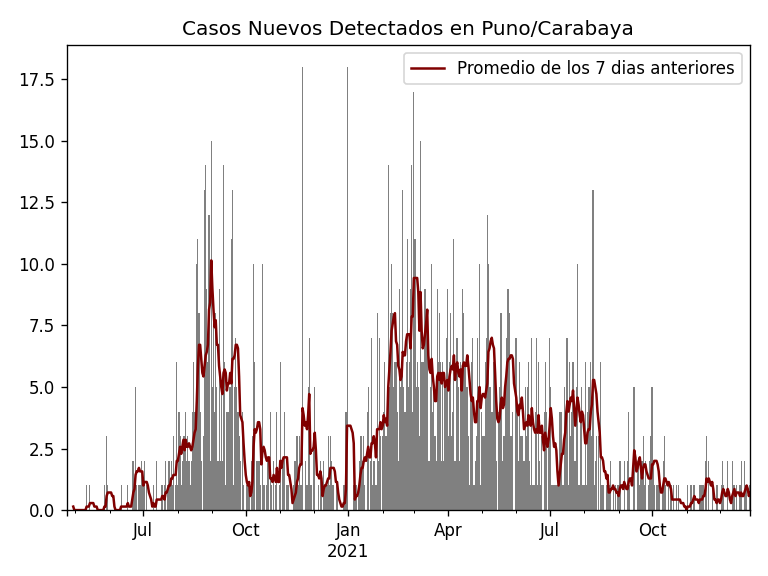 Casos Nuevos Detectados en Puno/Carabaya
Promedio de los 7 dias anteriores
17.5
15.0
12.5
10.0
7.5
5.0
2.5
0.0
Jul
Oct
Jan
Apr
Jul
Oct
2021